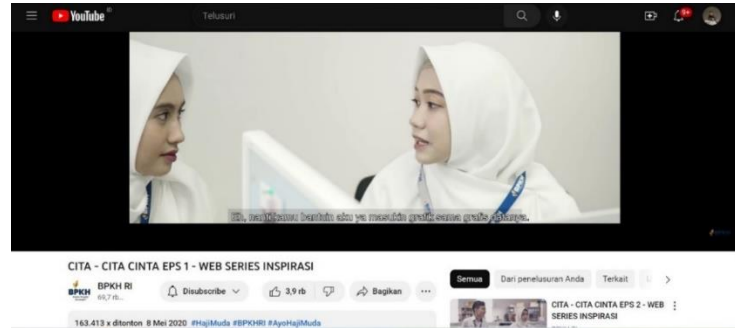 YouTube ID
Telusuri
9+
Eh, nanti kamu bantuin aku ya masukin grafik sama grafis datanya.
CITA - CITA CINTA EPS 1 - WEB SERIES INSPIRASI
BPKH
BPKH RI
Disubscribe
3,9 rb
Bagikan
Semua
Dari penelusuran Anda
Terkait
CITA - CITA CINTA EPS 2 - WEB
SERIES INSPIRASI
163.413 x ditonton 8 Mei 2020 #HajiMuda #BPKHRI #AyoHajiMuda